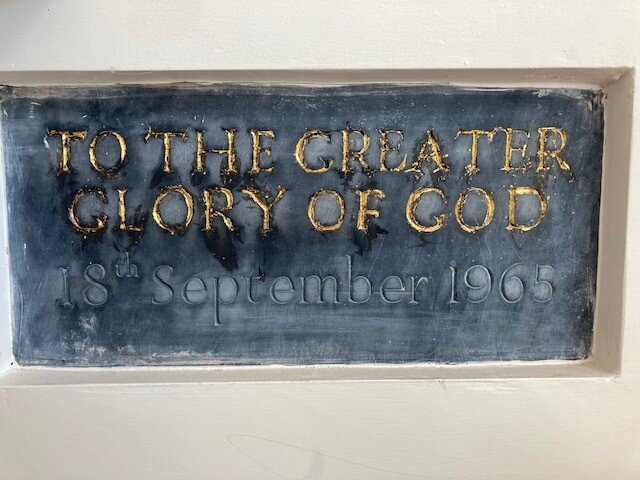 TO THE GREATER
GLORY OF GOD
18th September 1965